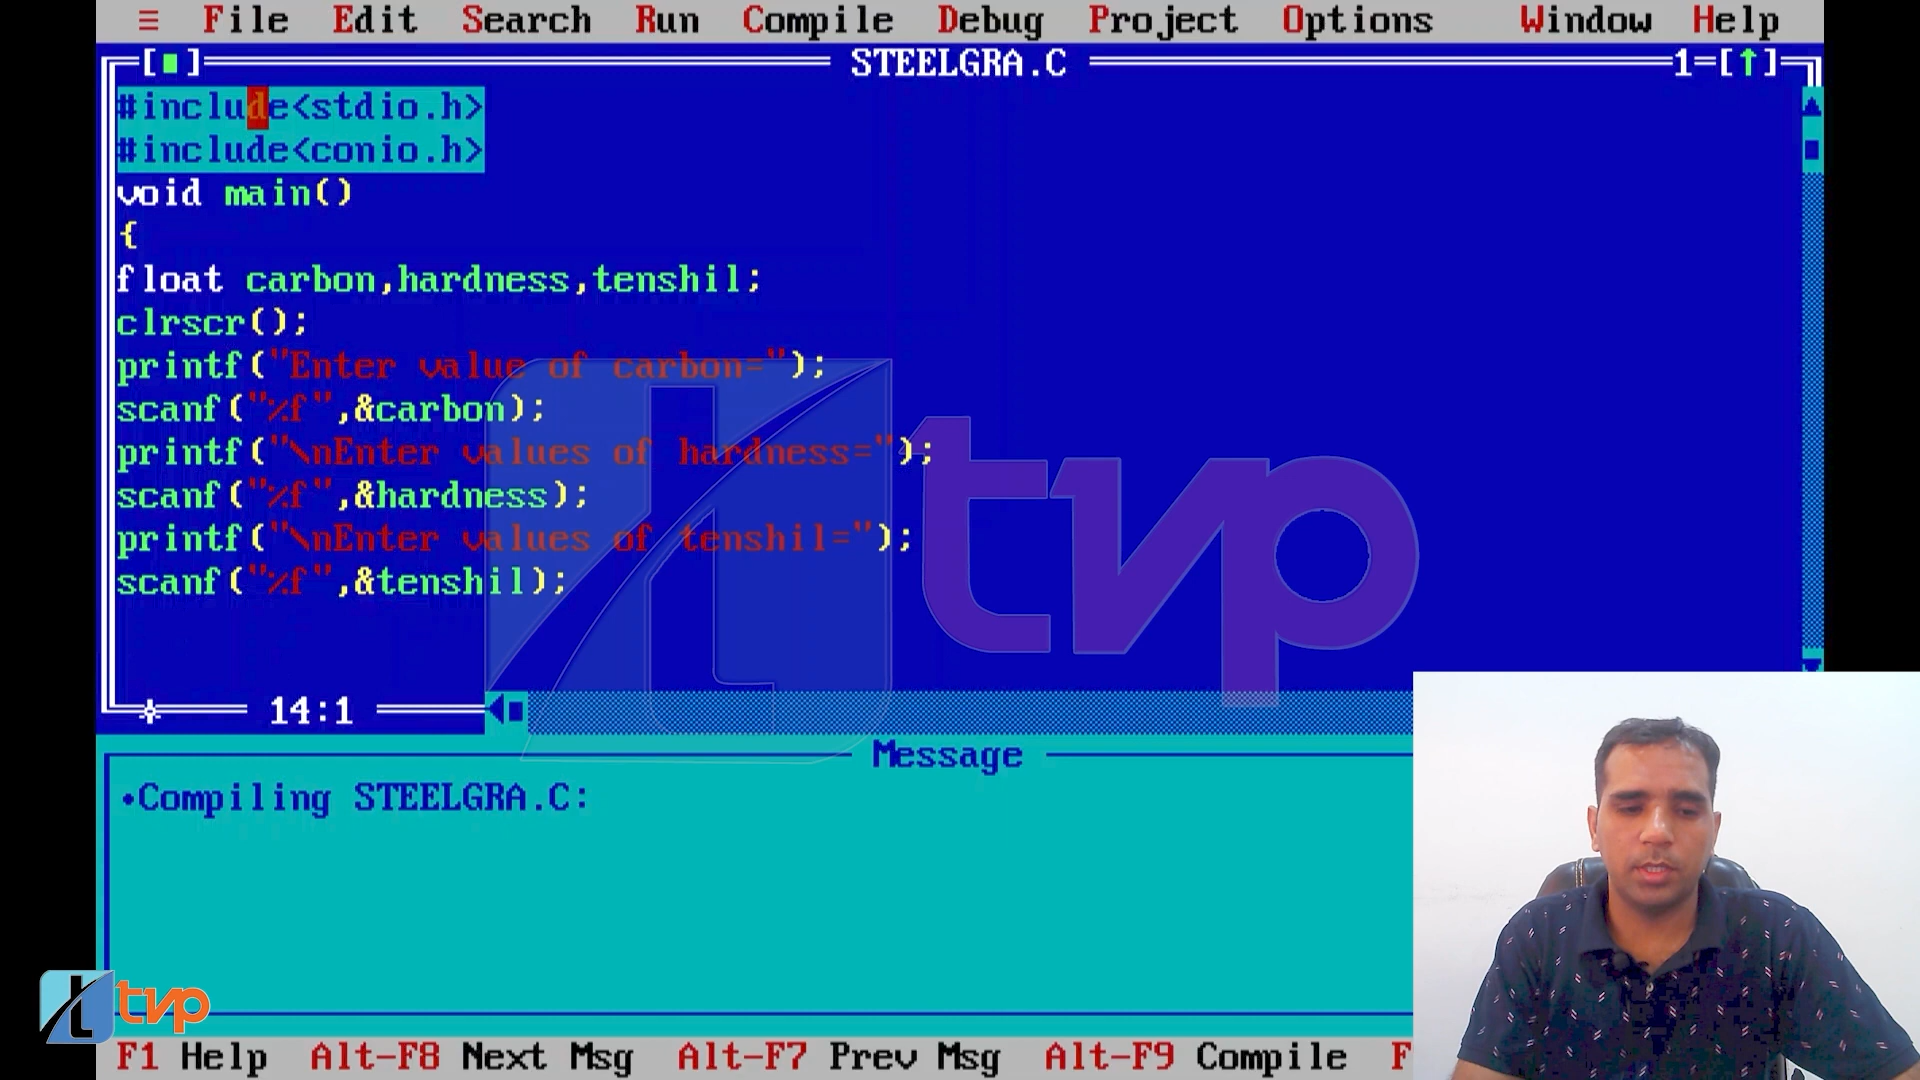 ≡ File Edit Search Run Compile Debug Project Options Window Help
[■] STEELGRA.C 1=[↑]
#include<stdio.h>
#include<conio.h>
void main()
{
float carbon,hardness,tenshil;
clrscr();
printf("Enter value of carbon=");
scanf("%f",&carbon);
printf("\nEnter values of hardness=");
scanf("%f",&hardness);
printf("\nEnter values of tenshil=");
scanf("%f",&tenshil);
tvp
14:1
Message
•Compiling STEELGRA.C:
tvp
F1 Help Alt-F8 Next Msg Alt-F7 Prev Msg Alt-F9 Compile F